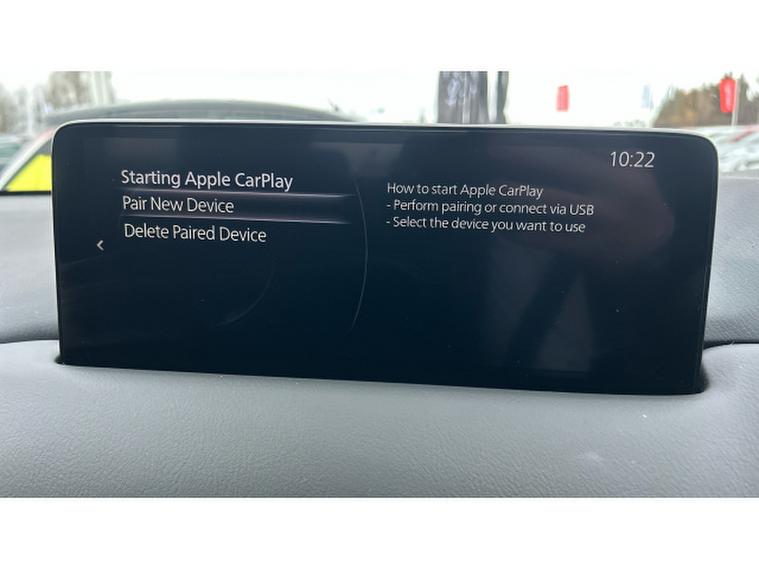 10:22
Starting Apple CarPlay
Pair New Device
Delete Paired Device
How to start Apple CarPlay
- Perform pairing or connect via USB
- Select the device you want to use